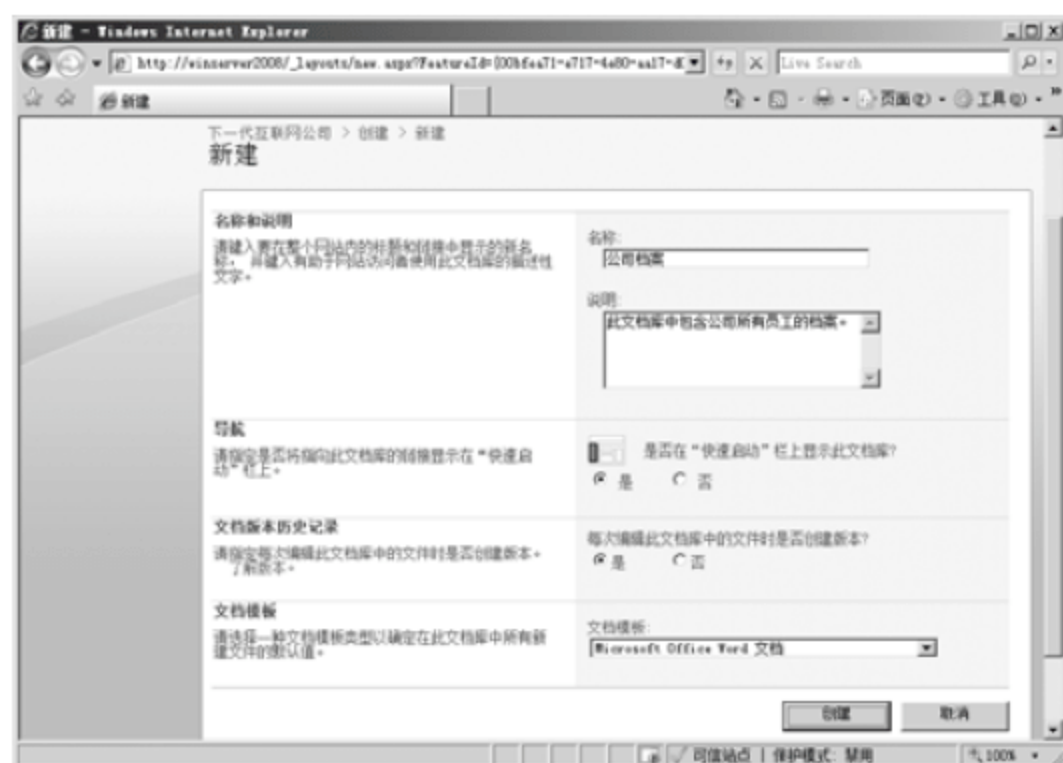 新建 - Windows Internet Explorer
http://winserver2008/_layouts/new.aspx?FeatureId={00bfea71-e717-4e80-aa17-d
Live Search
新建
页面(P)
工具(O)
下一代互联网公司 > 创建 > 新建
新建
名称和说明
请键入要在整个网站内的标题和链接中显示的新名
称， 并键入有助于网站访问者使用此文档库的描述性
文字。
名称:
公司档案
说明:
此文档库中包含公司所有员工的档案。
导航
请指定是否将指向此文档库的链接显示在“快速启
动”栏上。
是否在“快速启动”栏上显示此文档库?
是 否
文档版本历史记录
请指定每次编辑此文档库中的文件时是否创建版本。
了解版本。
每次编辑此文档库中的文件时是否创建版本?
是 否
文档模板
请选择一种文档模板类型以确定在此文档库中所有新
建文件的默认值。
文档模板:
Microsoft Office Word 文档
创建 取消
可信站点 | 保护模式: 禁用
100%